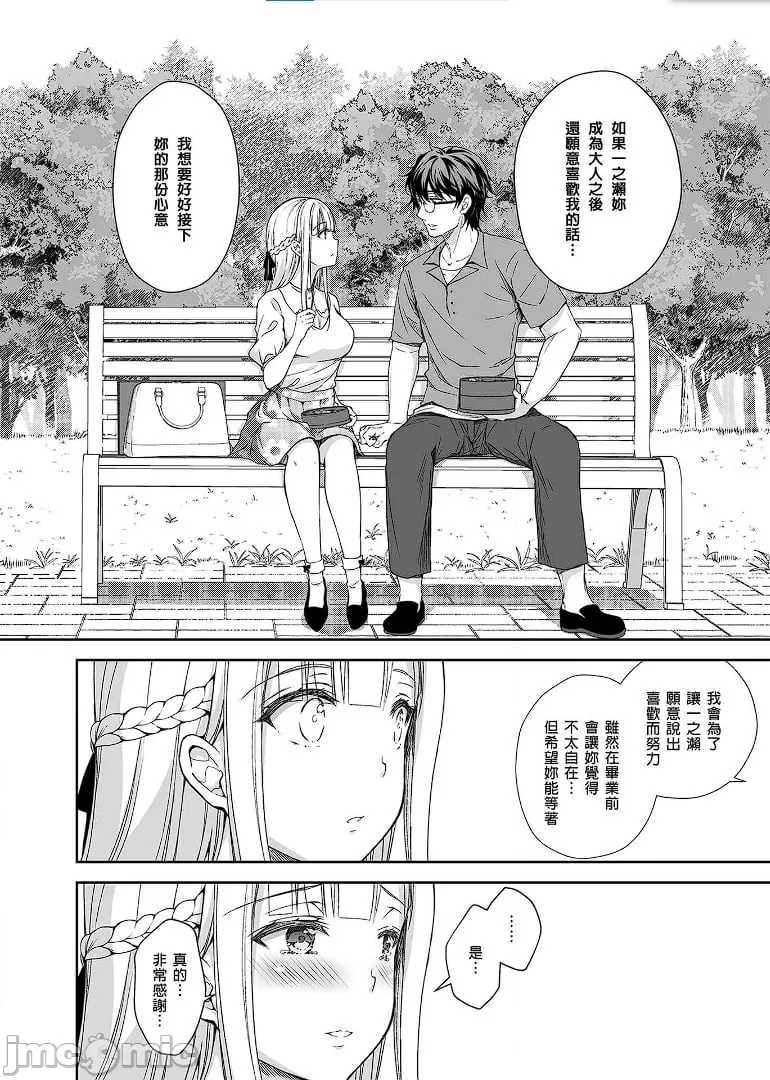 如果一之瀨妳
成為大人之後
還願意喜歡我的話…
我想要好好接下
妳的那份心意
我會為了
讓一之瀨
願意說出
喜歡而努力
雖然在畢業前
會讓妳覺得
不太自在…
但希望妳能等著
……
是…
真的…
非常感謝…
jmcomic